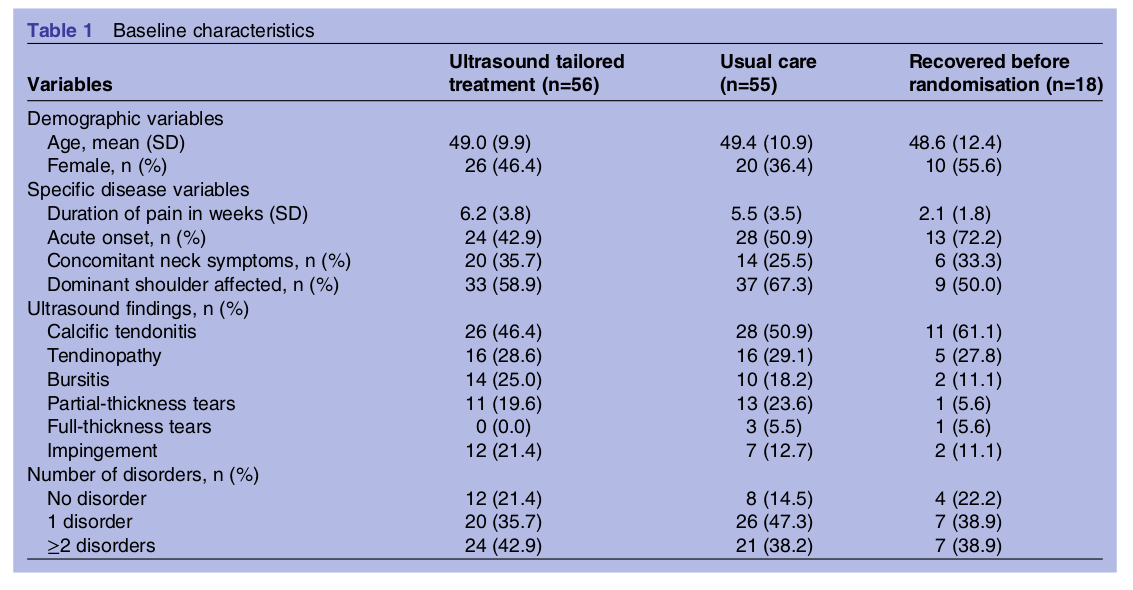 Table 1 Baseline characteristics
Variables Ultrasound tailored treatment (n=56) Usual care (n=55) Recovered before randomisation (n=18)
Demographic variables
Age, mean (SD) 49.0 (9.9) 49.4 (10.9) 48.6 (12.4)
Female, n (%) 26 (46.4) 20 (36.4) 10 (55.6)
Specific disease variables
Duration of pain in weeks (SD) 6.2 (3.8) 5.5 (3.5) 2.1 (1.8)
Acute onset, n (%) 24 (42.9) 28 (50.9) 13 (72.2)
Concomitant neck symptoms, n (%) 20 (35.7) 14 (25.5) 6 (33.3)
Dominant shoulder affected, n (%) 33 (58.9) 37 (67.3) 9 (50.0)
Ultrasound findings, n (%)
Calcific tendonitis 26 (46.4) 28 (50.9) 11 (61.1)
Tendinopathy 16 (28.6) 16 (29.1) 5 (27.8)
Bursitis 14 (25.0) 10 (18.2) 2 (11.1)
Partial-thickness tears 11 (19.6) 13 (23.6) 1 (5.6)
Full-thickness tears 0 (0.0) 3 (5.5) 1 (5.6)
Impingement 12 (21.4) 7 (12.7) 2 (11.1)
Number of disorders, n (%)
No disorder 12 (21.4) 8 (14.5) 4 (22.2)
1 disorder 20 (35.7) 26 (47.3) 7 (38.9)
≥2 disorders 24 (42.9) 21 (38.2) 7 (38.9)